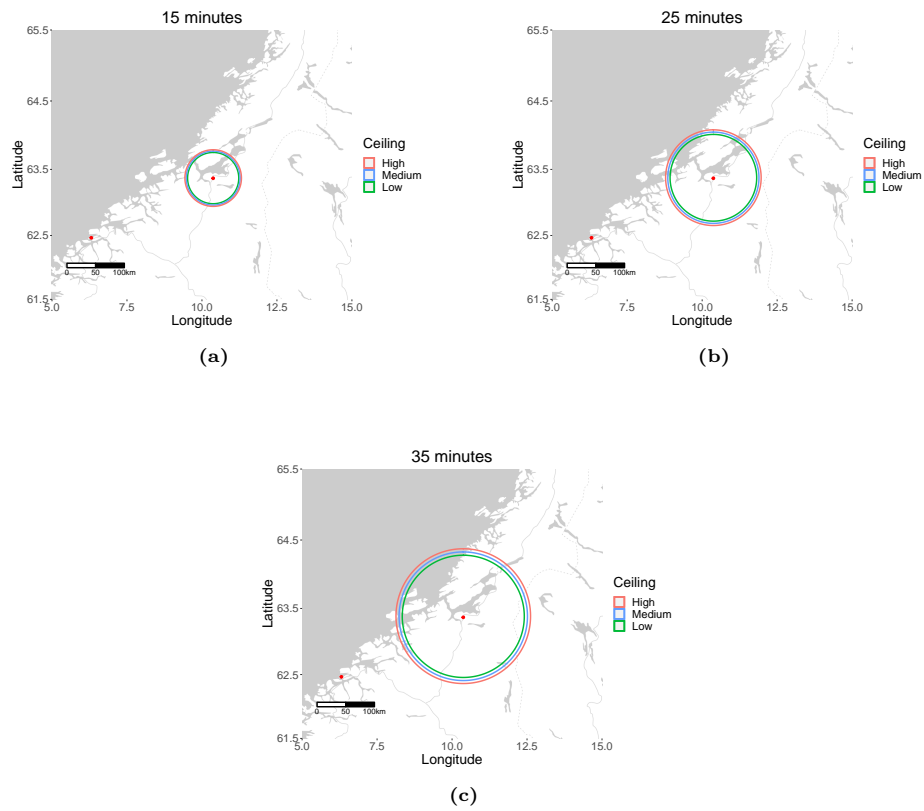 15 minutes
65.5
64.5
63.5
62.5
61.5
Latitude
0 50 100km
5.0 7.5 10.0 12.5 15.0
Longitude
Ceiling
High
Medium
Low
(a)
25 minutes
65.5
64.5
63.5
62.5
61.5
Latitude
0 50 100km
5.0 7.5 10.0 12.5 15.0
Longitude
Ceiling
High
Medium
Low
(b)
35 minutes
65.5
64.5
63.5
62.5
61.5
Latitude
0 50 100km
5.0 7.5 10.0 12.5 15.0
Longitude
Ceiling
High
Medium
Low
(c)